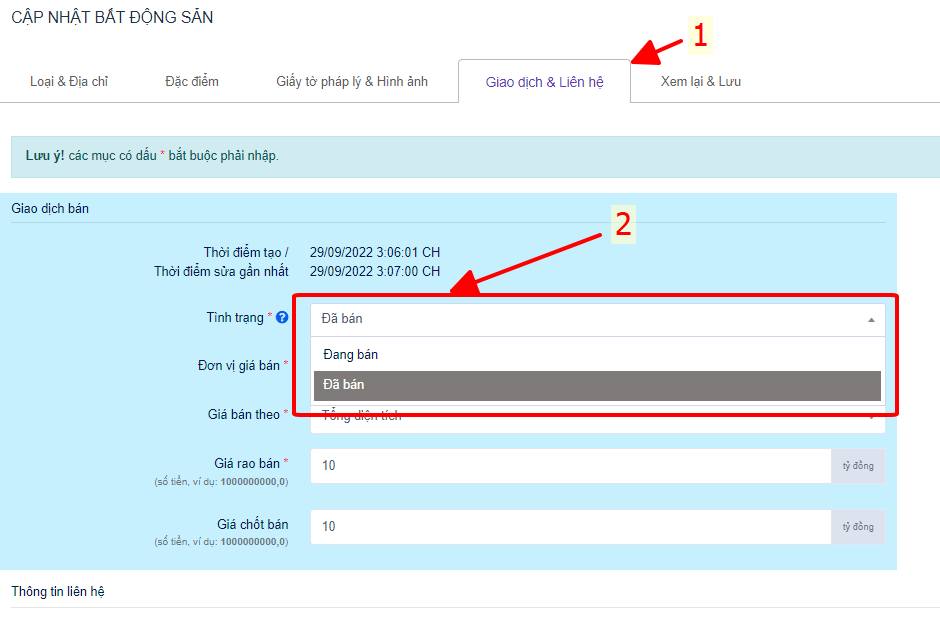 CẬP NHẬT BẤT ĐỘNG SẢN
1
Loại & Địa chỉ Đặc điểm Giấy tờ pháp lý & Hình ảnh Giao dịch & Liên hệ Xem lại & Lưu
Lưu ý! các mục có dấu * bắt buộc phải nhập.
Giao dịch bán
2
Thời điểm tạo / 29/09/2022 3:06:01 CH
Thời điểm sửa gần nhất 29/09/2022 3:07:00 CH
Tình trạng * ? Đã bán
Đang bán
Đơn vị giá bán *
Đã bán
Giá bán theo * Tổng diện tích
Giá rao bán * 10 tỷ đồng
(số tiền, ví dụ: 1000000000,0)
Giá chốt bán 10 tỷ đồng
(số tiền, ví dụ: 1000000000,0)
Thông tin liên hệ